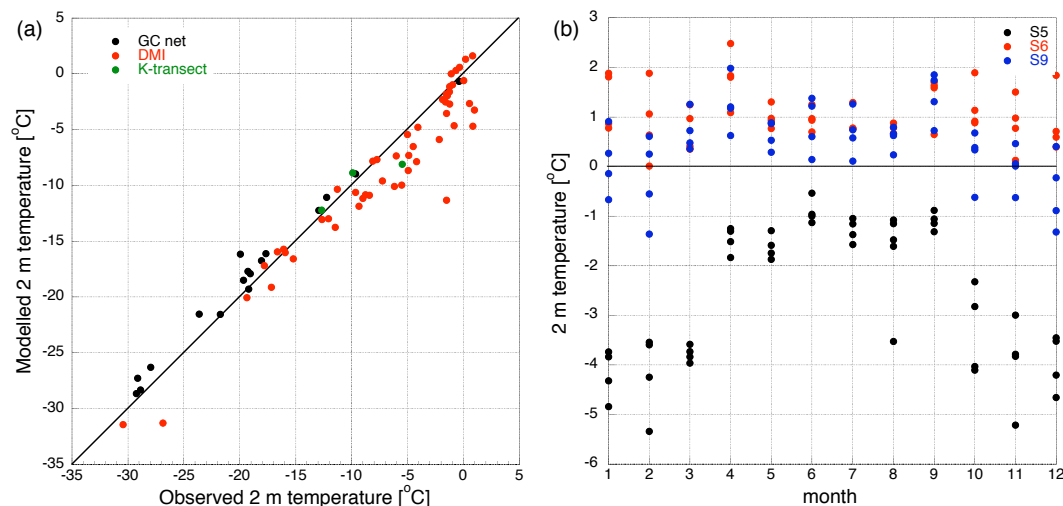 (a)
GC net
DMI
K-transect
5
0
-5
-10
-15
-20
-25
-30
-35
Modelled 2 m temperature [°C]
-35 -30 -25 -20 -15 -10 -5 0 5
Observed 2 m temperature [°C]
(b)
S5
S6
S9
3
2
1
0
-1
-2
-3
-4
-5
-6
2 m temperature [°C]
1 2 3 4 5 6 7 8 9 10 11 12
month